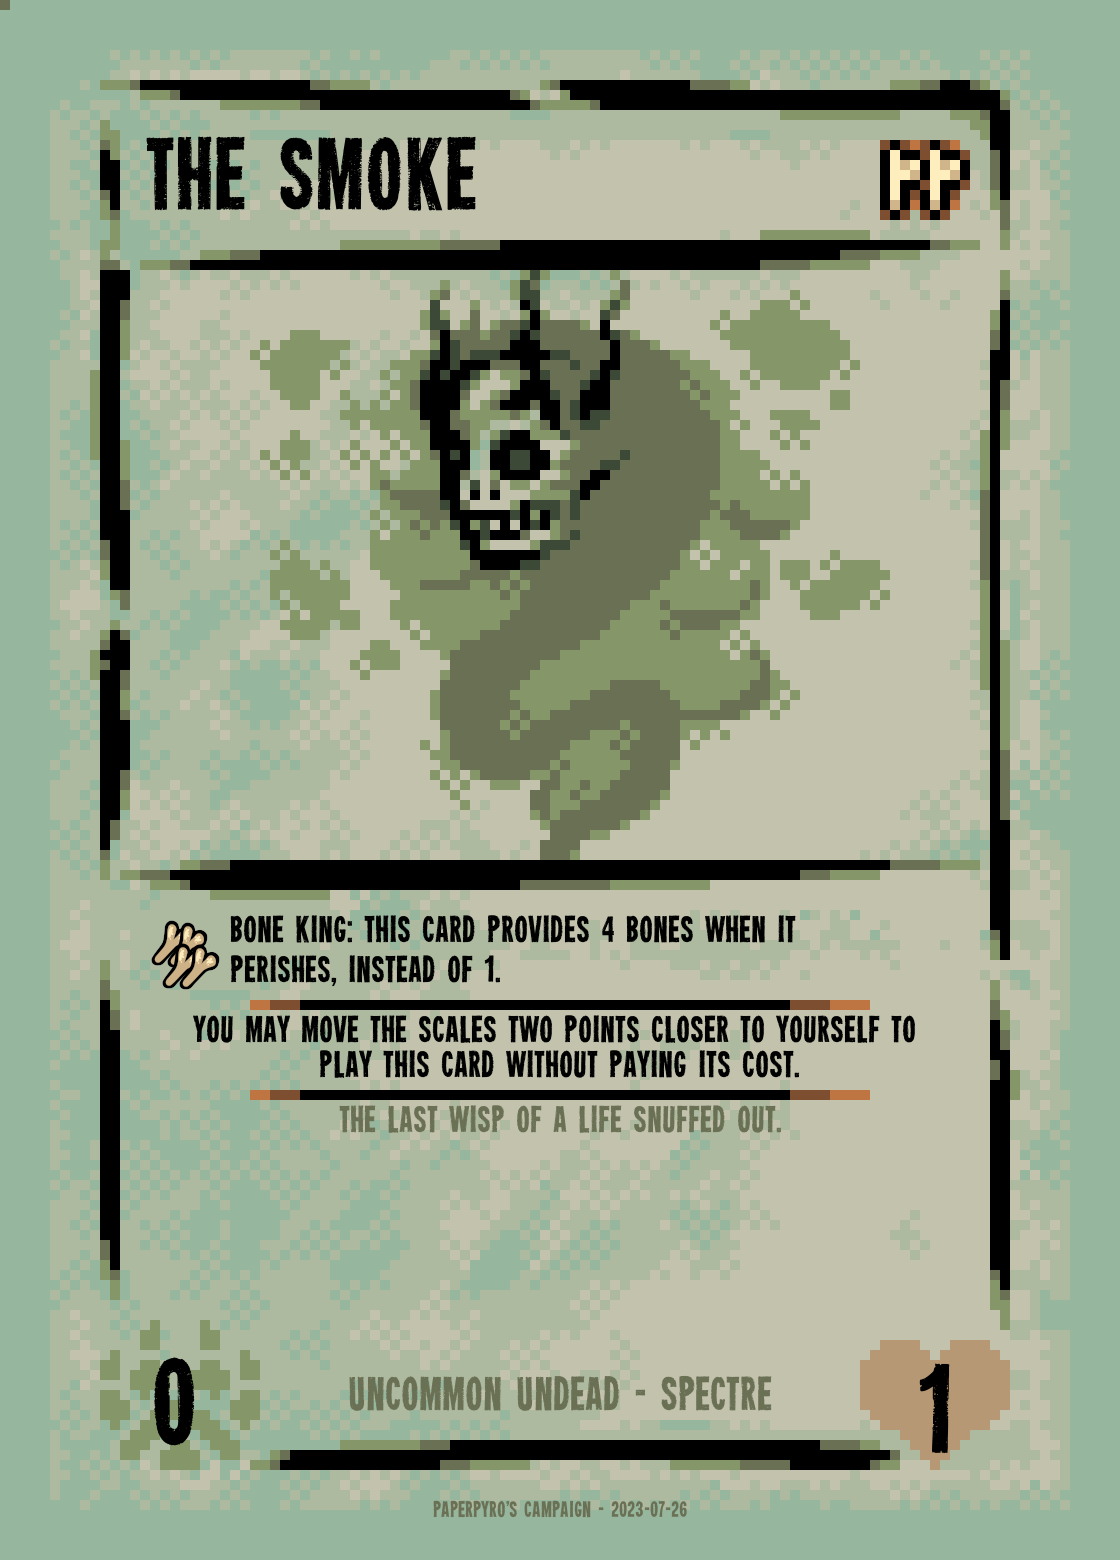 THE SMOKE
BONE KING: THIS CARD PROVIDES 4 BONES WHEN IT
PERISHES, INSTEAD OF 1.
YOU MAY MOVE THE SCALES TWO POINTS CLOSER TO YOURSELF TO
PLAY THIS CARD WITHOUT PAYING ITS COST.
THE LAST WISP OF A LIFE SNUFFED OUT.
0
UNCOMMON UNDEAD - SPECTRE
1
PAPERPYRO'S CAMPAIGN - 2023-07-26